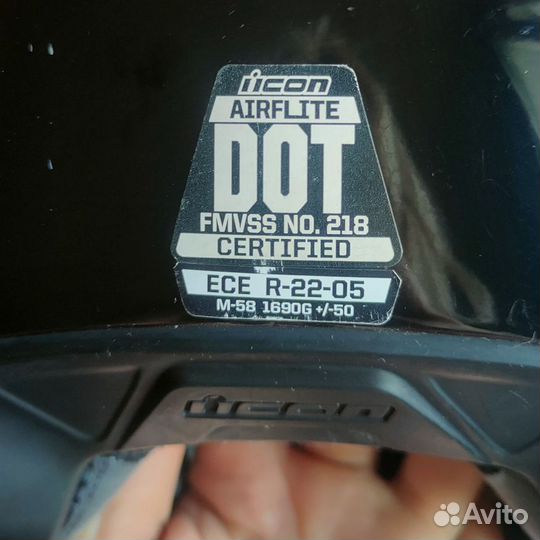 icon
AIRFLITE
DOT
FMVSS NO. 218
CERTIFIED
ECE R-22-05
M-58 1690G +/-50
icon
Avito